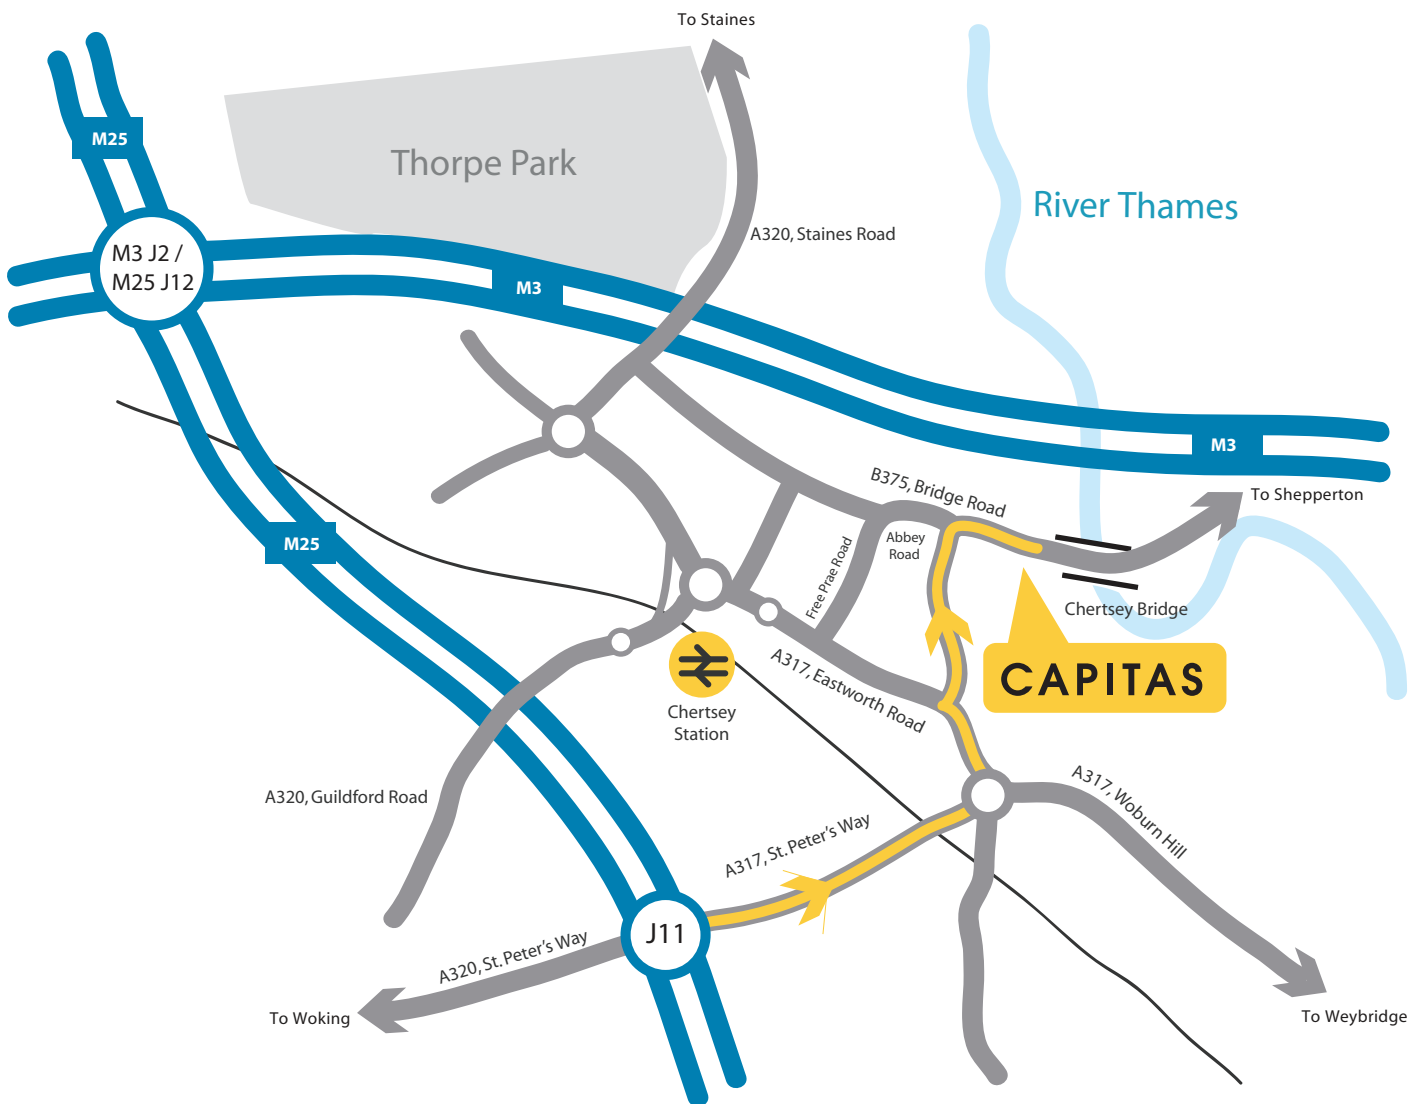 To Staines
M25
Thorpe Park
River Thames
A320, Staines Road
M3 J2 /
M25 J12
M3
M3
B375, Bridge Road
To Shepperton
M25
Abbey
Road
Free Prae Road
Chertsey Bridge
CAPITAS
A317, Eastworth Road
Chertsey
Station
A320, Guildford Road
A317, Woburn Hill
A317, St. Peter's Way
J11
A320, St. Peter's Way
To Woking
To Weybridge